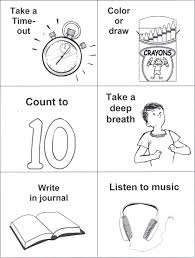 Take a
Time-
out
Color
or
draw
CRAYONS
Count to
10
Take a
deep
breath
Write
in journal
Listen to music